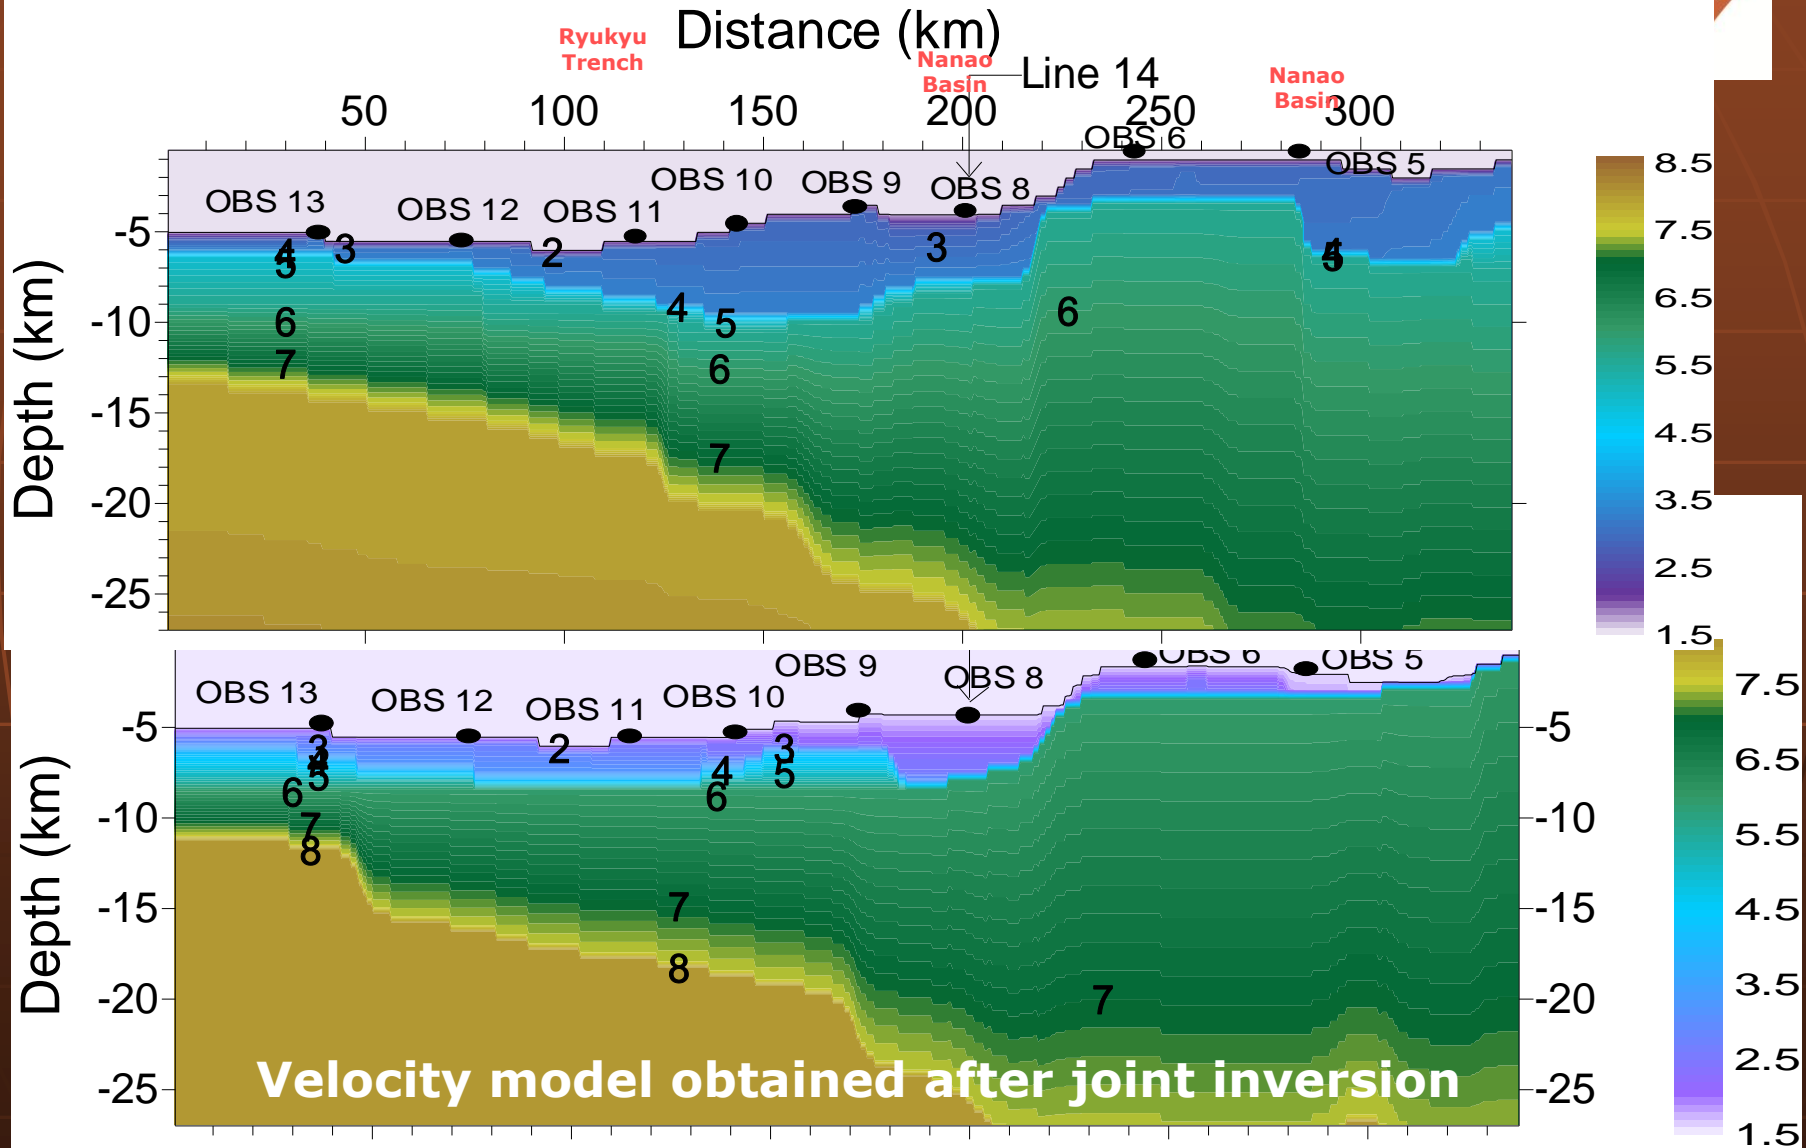 Distance (km)
Ryukyu
Trench
Nanao
Basin
Line 14
Nanao
Basin
50 100 150 200 250 300
OBS 13 OBS 12 OBS 11 OBS 10 OBS 9 OBS 8 OBS 6 OBS 5
Depth (km)
-5
-10
-15
-20
-25
4 3 2 3 4
5 5
6 4 5 6
7 6
7
8.5
7.5
6.5
5.5
4.5
3.5
2.5
1.5
OBS 13 OBS 12 OBS 11 OBS 10 OBS 9 OBS 8 OBS 6 OBS 5
Depth (km)
-5 -5
-10 -10
-15 -15
-20 -20
-25 -25
3 2 3
4 4 5
5 6
6
7 7 7
8 8
7.5
6.5
5.5
4.5
3.5
2.5
1.5
Velocity model obtained after joint inversion